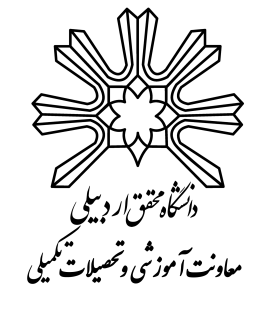 دانشگاه محقق اردبیلی
معاونت آموزشی و تحصیلات تکمیلی